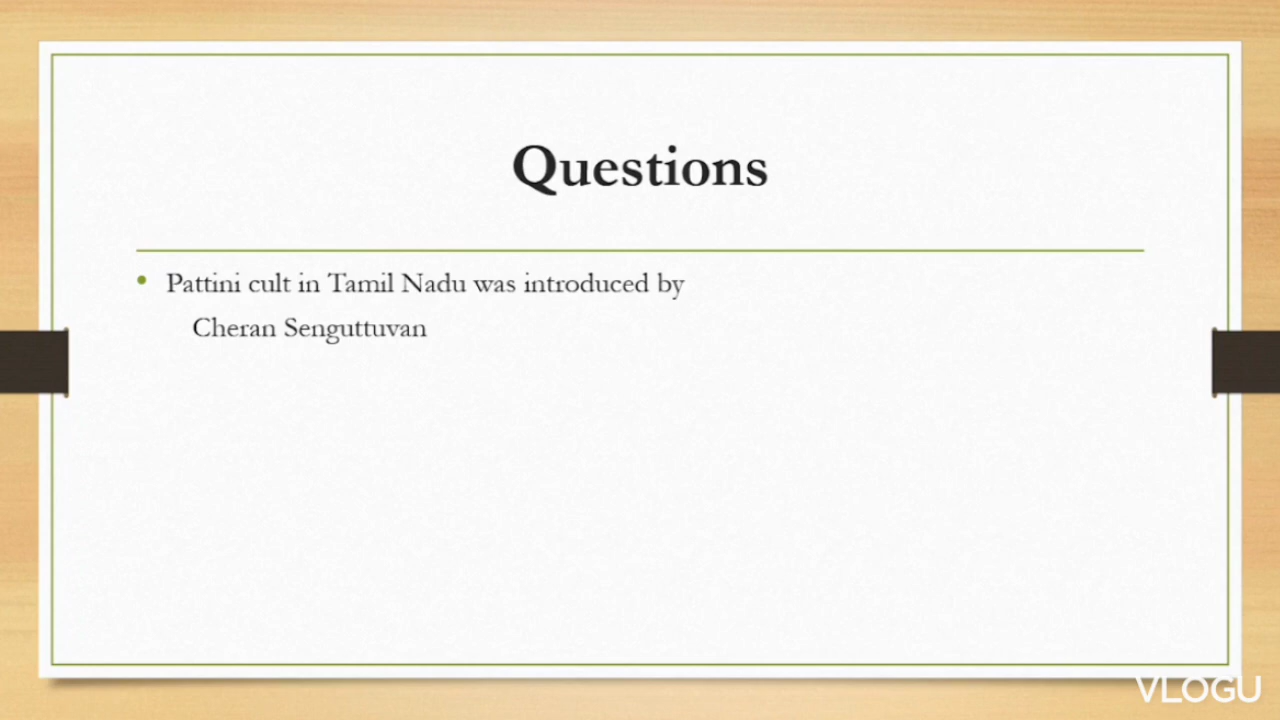 Questions
• Pattini cult in Tamil Nadu was introduced by
Cheran Senguttuvan
VLOGU